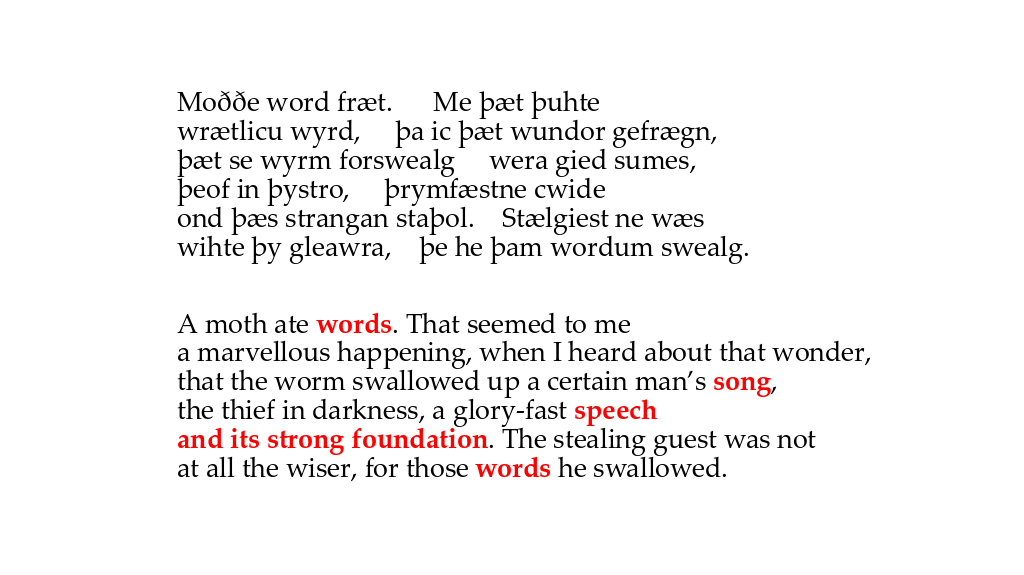 Moððe word fræt. Me þæt þuhte
wrætlicu wyrd, þa ic þæt wundor gefrægn,
þæt se wyrm forswealg wera gied sumes,
þeof in þystro, þrymfæstne cwide
ond þæs strangan staþol. Stælgiest ne wæs
wihte þy gleawra, þe he þam wordum swealg.
A moth ate words. That seemed to me
a marvellous happening, when I heard about that wonder,
that the worm swallowed up a certain man’s song,
the thief in darkness, a glory-fast speech
and its strong foundation. The stealing guest was not
at all the wiser, for those words he swallowed.